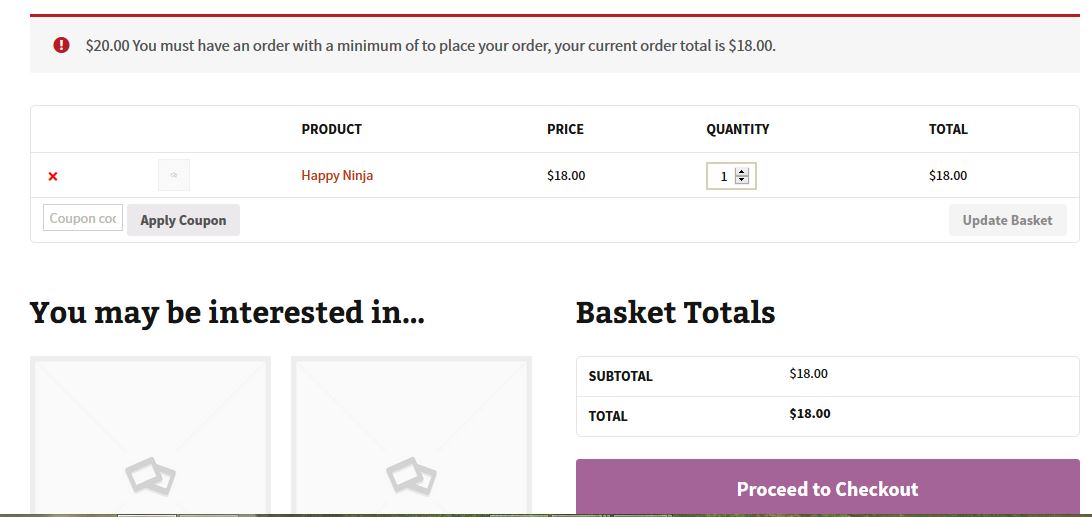 $20.00 You must have an order with a minimum of to place your order, your current order total is $18.00.
PRODUCT PRICE QUANTITY TOTAL
Happy Ninja $18.00 1 $18.00
Coupon coc Apply Coupon Update Basket
You may be interested in...
Basket Totals
SUBTOTAL $18.00
TOTAL $18.00
Proceed to Checkout